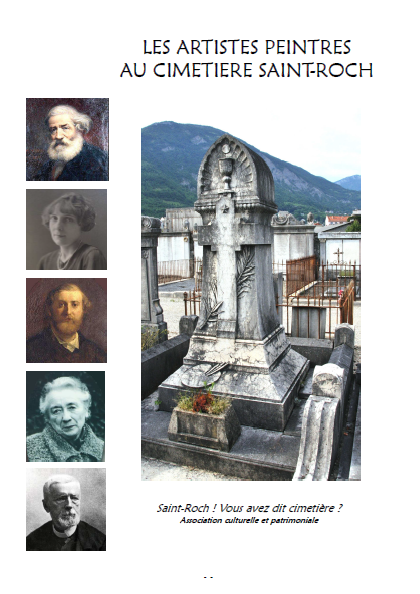 LES ARTISTES PEINTRES
AU CIMETIERE SAINT-ROCH
Saint-Roch ! Vous avez dit cimetière ?
Association culturelle et patrimoniale
- -